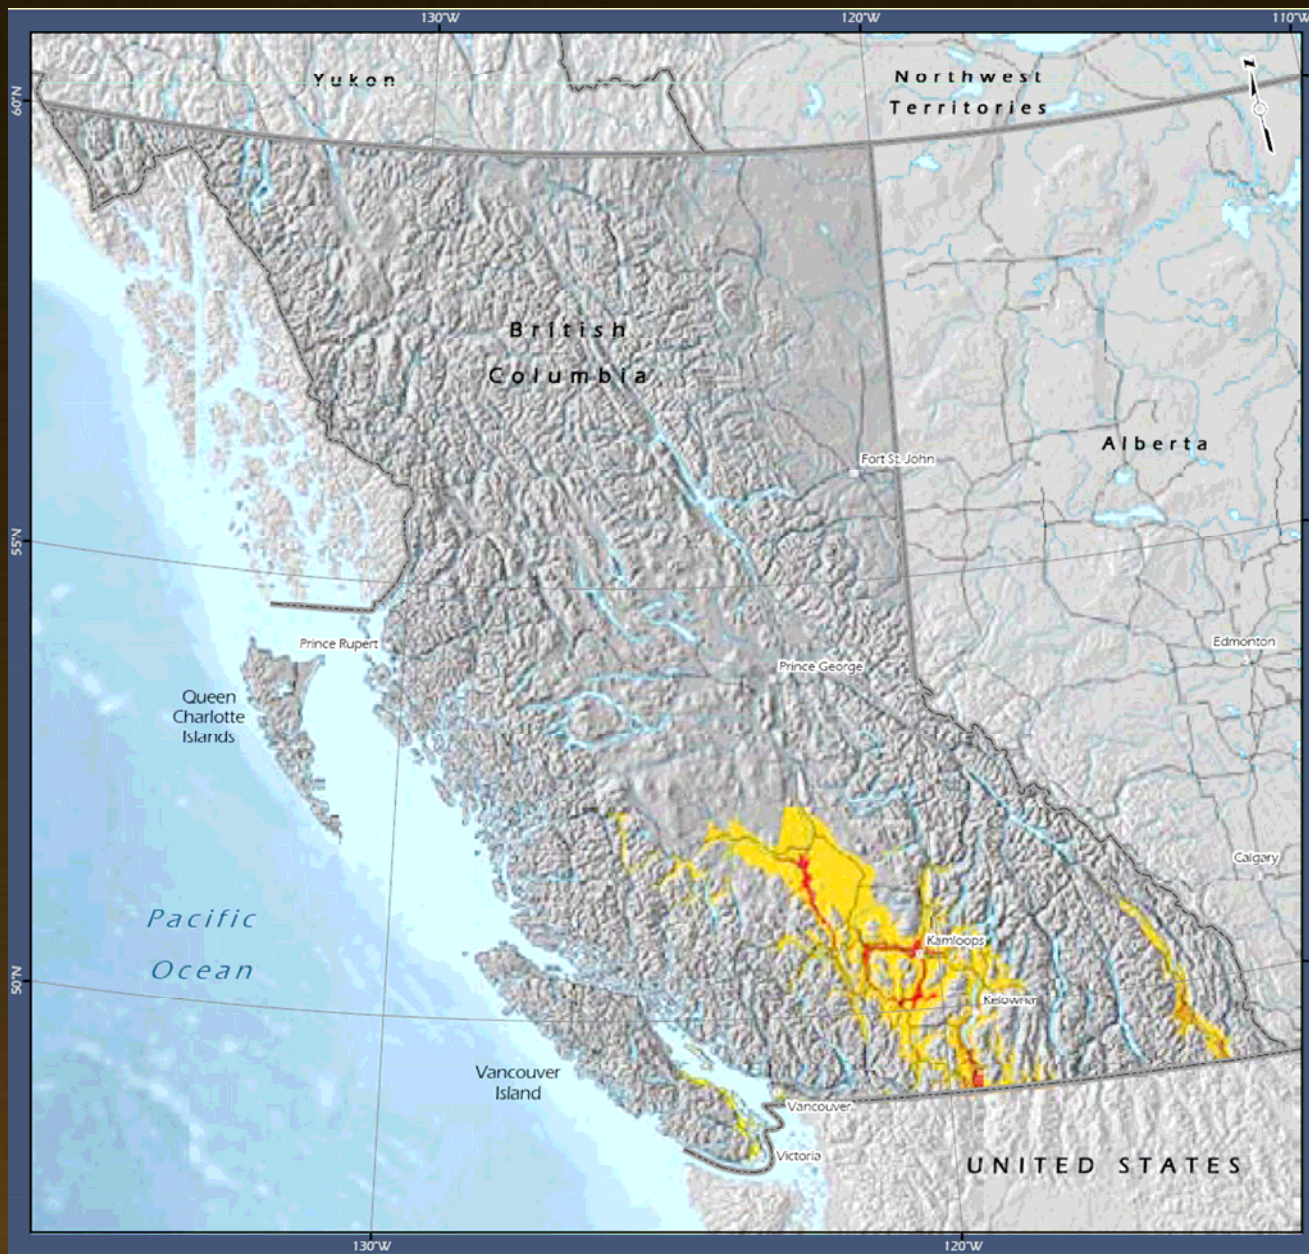 130°W
120°W
110°W
N
Yukon
Northwest
Territories
60°N
British
Columbia
Alberta
Fort St. John
55°N
Prince Rupert
Edmonton
Prince George
Queen
Charlotte
Islands
Calgary
Pacific
Ocean
Kamloops
50°N
Kelowna
Vancouver
Island
Vancouver
Victoria
UNITED STATES
130°W
120°W